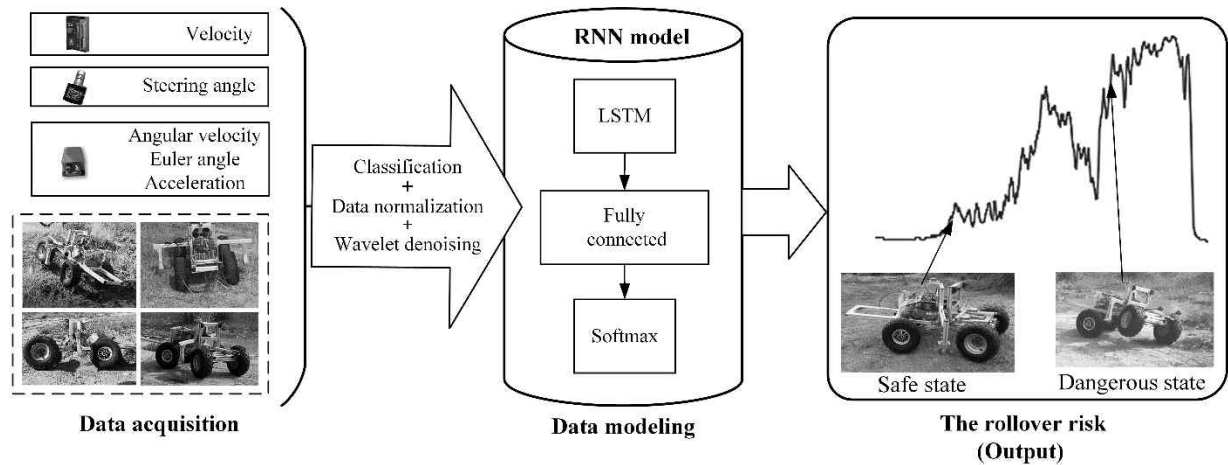 Velocity
Steering angle
Angular velocity
Euler angle
Acceleration
Data acquisition
Classification
+
Data normalization
+
Wavelet denoising
RNN model
LSTM
Fully
connected
Softmax
Data modeling
Safe state
Dangerous state
The rollover risk
(Output)